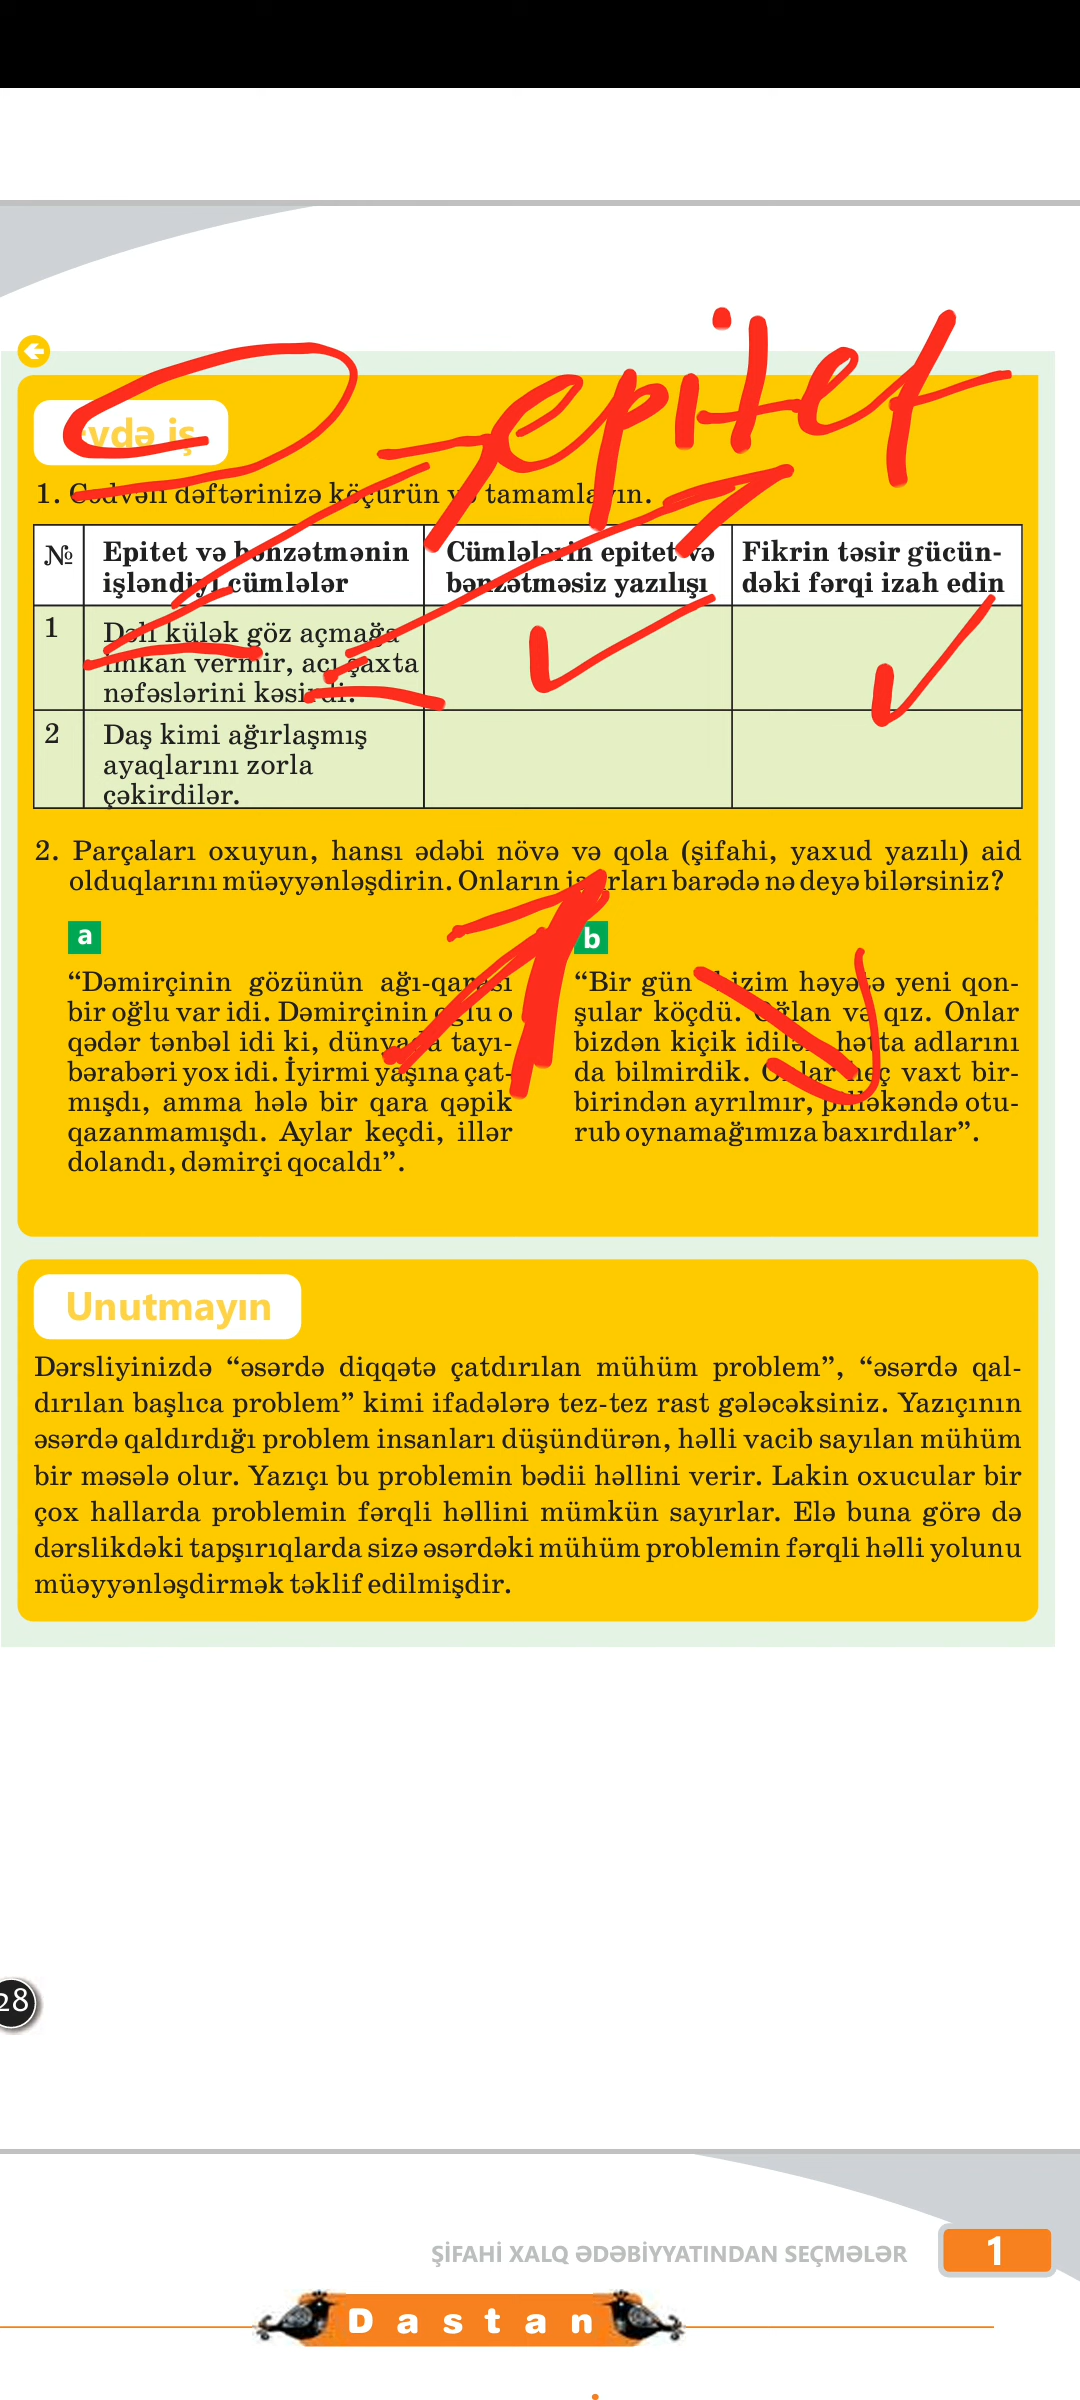 Evdə iş
epitet
1. Cədvəli dəftərinizə köçürün və tamamlayın.
№
Epitet və bənzətmənin
işləndiyi cümlələr
Cümlələrin epitet və
bənzətməsiz yazılışı
Fikrin təsir gücün-
dəki fərqi izah edin
1
Dəli külək göz açmağa
imkan vermir, acı şaxta
nəfəslərini kəsirdi.
2
Daş kimi ağırlaşmış
ayaqlarını zorla
çəkirdilər.
2. Parçaları oxuyun, hansı ədəbi növə və qola (şifahi, yaxud yazılı) aid
olduqlarını müəyyənləşdirin. Onların janrları barədə nə deyə bilərsiniz?
a
“Dəmirçinin gözünün ağı-qarası
bir oğlu var idi. Dəmirçinin oğlu o
qədər tənbəl idi ki, dünyada tayı-
bərabəri yox idi. İyirmi yaşına çat-
mışdı, amma hələ bir qara qəpik
qazanmamışdı. Aylar keçdi, illər
dolandı, dəmirçi qocaldı”.
b
“Bir gün bizim həyətə yeni qon-
şular köçdü. Oğlan və qız. Onlar
bizdən kiçik idilər, hətta adlarını
da bilmirdik. Onlar heç vaxt bir-
birindən ayrılmır, pilləkəndə otu-
rub oynamağımıza baxırdılar”.
Unutmayın
Dərsliyinizdə “əsərdə diqqətə çatdırılan mühüm problem”, “əsərdə qal-
dırılan başlıca problem” kimi ifadələrə tez-tez rast gələcəksiniz. Yazıçının
əsərdə qaldırdığı problem insanları düşündürən, həlli vacib sayılan mühüm
bir məsələ olur. Yazıçı bu problemin bədii həllini verir. Lakin oxucular bir
çox hallarda problemin fərqli həllini mümkün sayırlar. Elə buna görə də
dərslikdəki tapşırıqlarda sizə əsərdəki mühüm problemin fərqli həlli yolunu
müəyyənləşdirmək təklif edilmişdir.
28
ŞİFAHİ XALQ ƏDƏBİYYATINDAN SEÇMƏLƏR
1
Dastan